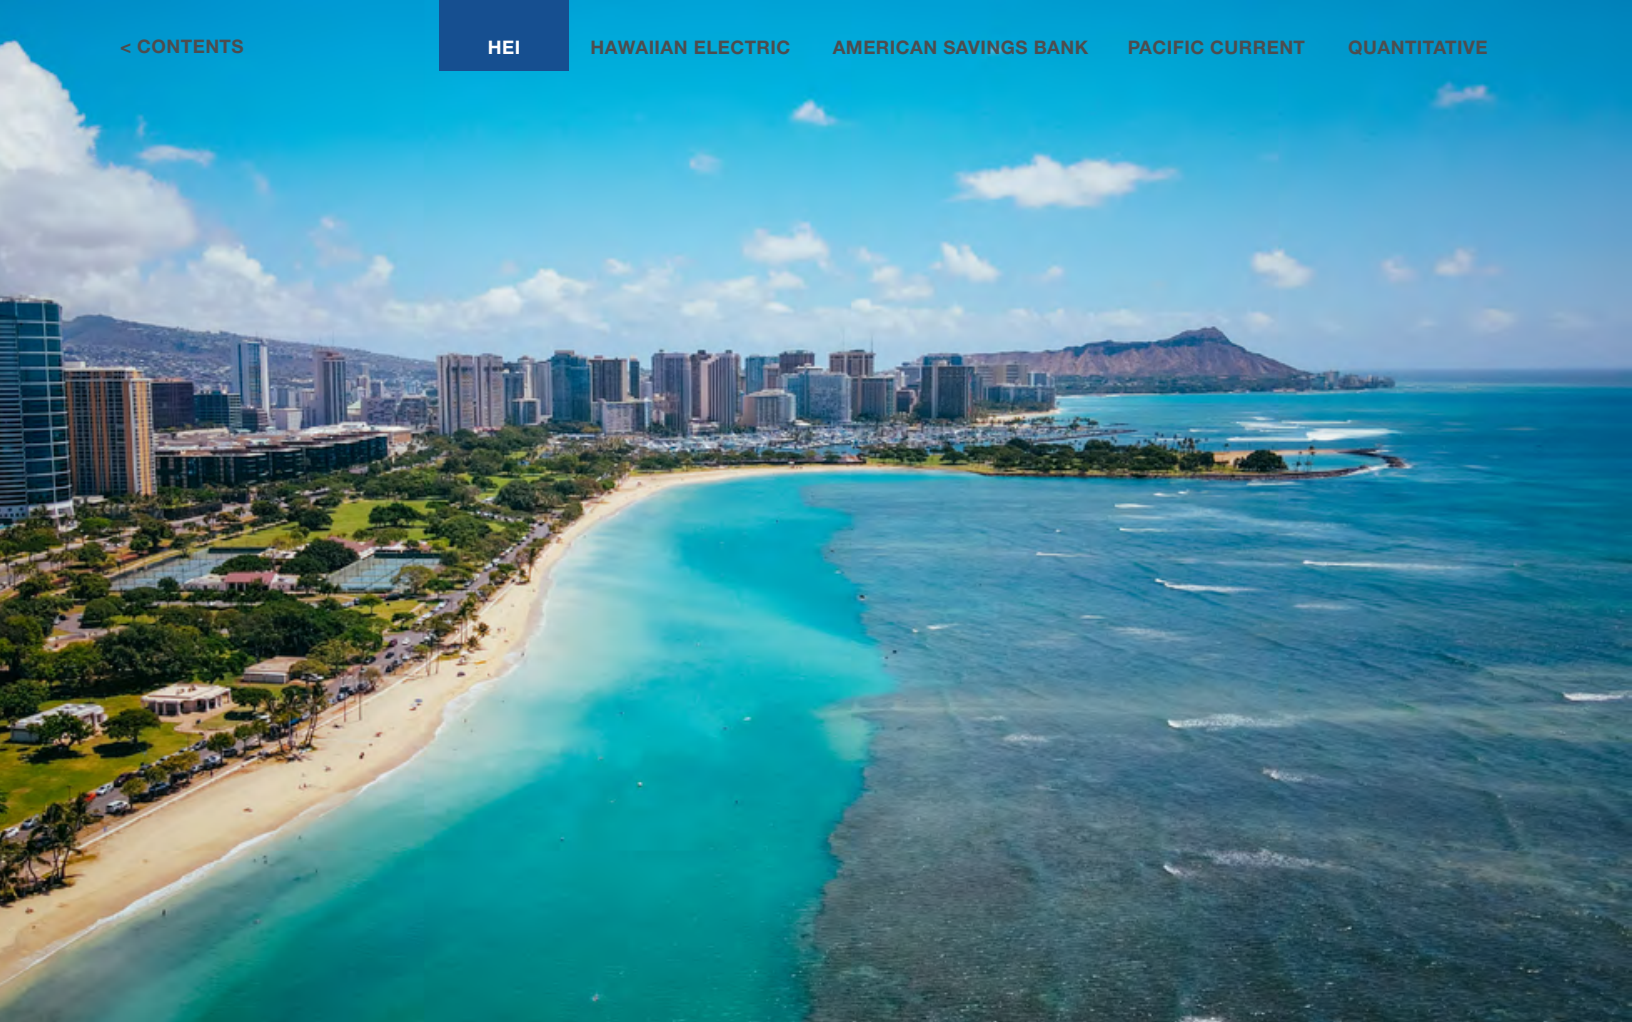 < CONTENTS
HEI
HAWAIIAN ELECTRIC
AMERICAN SAVINGS BANK
PACIFIC CURRENT
QUANTITATIVE